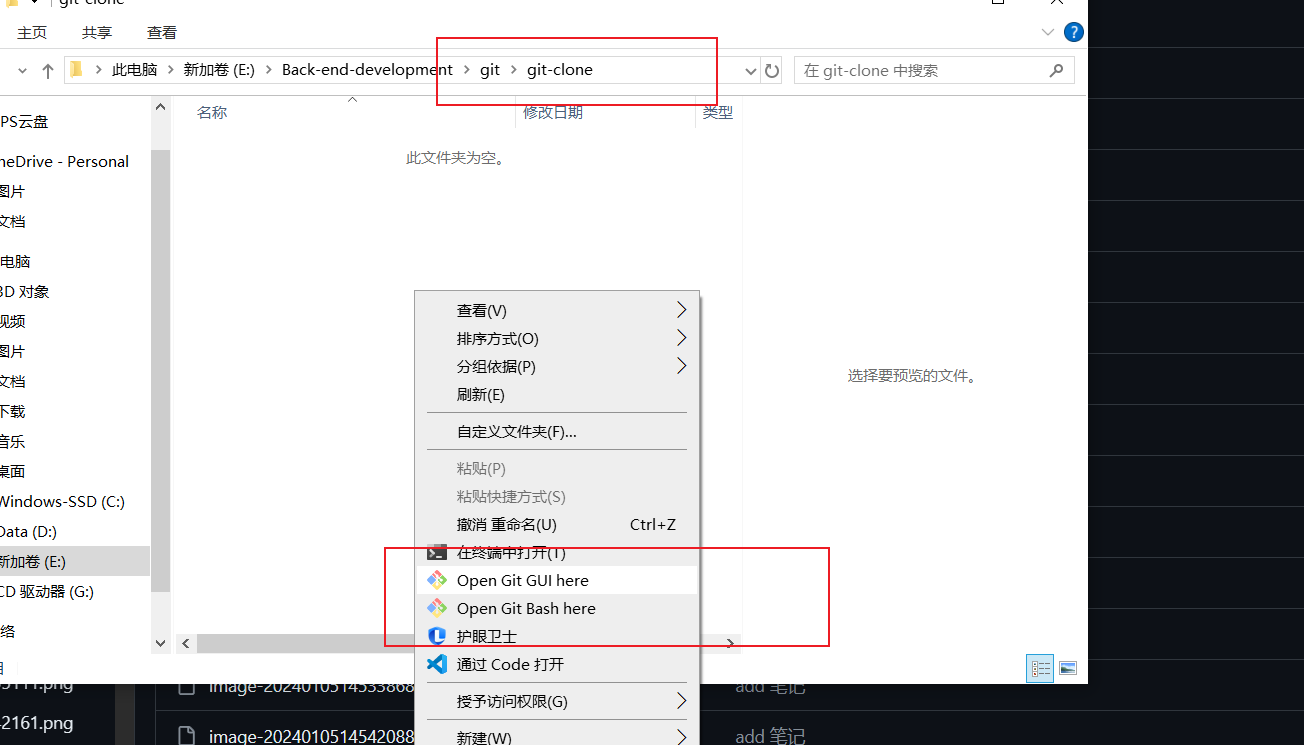 git-clone
主页 共享 查看
此电脑 新加卷 (E:) Back-end-development git git-clone 在 git-clone 中搜索
名称 修改日期 类型
此文件夹为空。
PS云盘
neDrive - Personal
图片
文档
电脑
3D 对象
视频
图片
文档
下载
音乐
桌面
Windows-SSD (C:)
Data (D:)
新加卷 (E:)
CD 驱动器 (G:)
络
选择要预览的文件。
查看(V)
排序方式(O)
分组依据(P)
刷新(E)
自定义文件夹(F)...
粘贴(P)
粘贴快捷方式(S)
撤消 重命名(U) Ctrl+Z
在终端中打开(T)
Open Git GUI here
Open Git Bash here
护眼卫士
通过 Code 打开
授予访问权限(G)
新建(W)
image-20240105145338​68 add 笔记
2161.png
image-2024010514542088 add 笔记